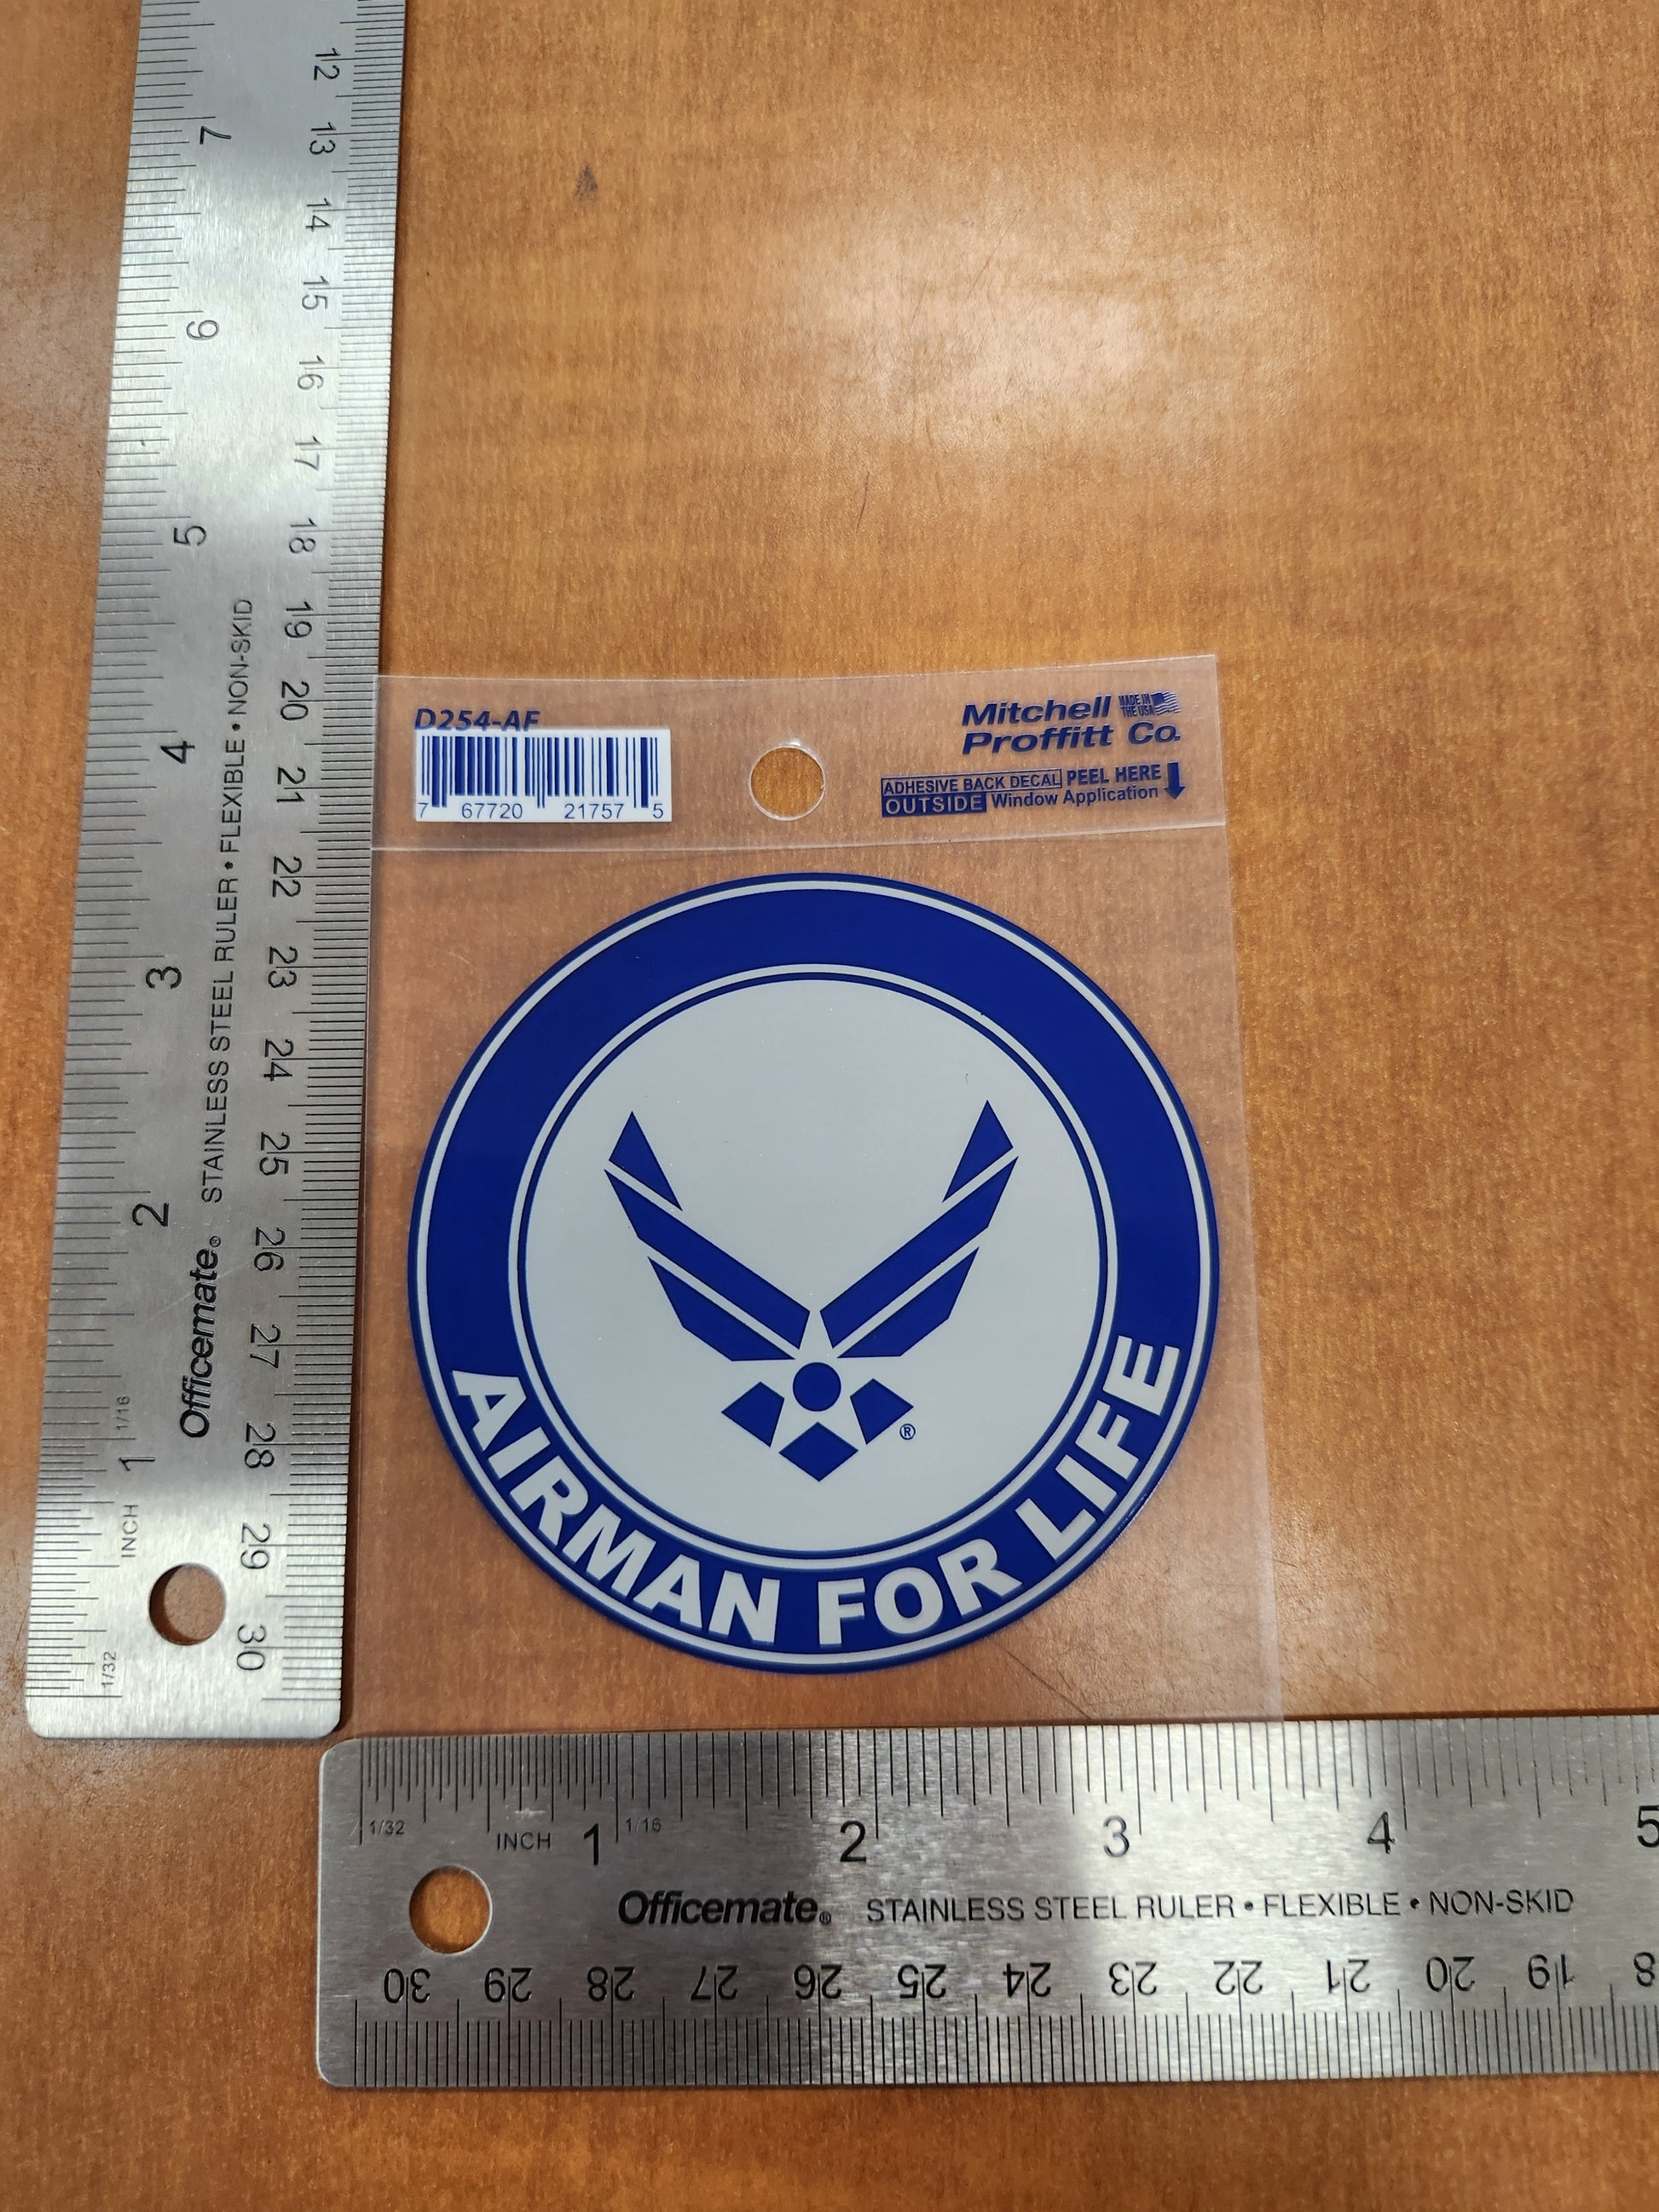 12
13
14
15
16
17
18
19
20
21
22
23
24
25
26
27
28
29
30
7
6
5
4
3
2
1
INCH
1/16
1/32
Officemate® STAINLESS STEEL RULER • FLEXIBLE • NON-SKID
D254-AF
7 67720 21757 5
Mitchell MADE IN THE USA
Proffitt Co.
ADHESIVE BACK DECAL PEEL HERE
OUTSIDE Window Application
®
AIRMAN FOR LIFE
1/32 INCH 1 1/16 2 3 4 5
Officemate® STAINLESS STEEL RULER • FLEXIBLE • NON-SKID
30 29 28 27 26 25 24 23 22 21 20 19 8